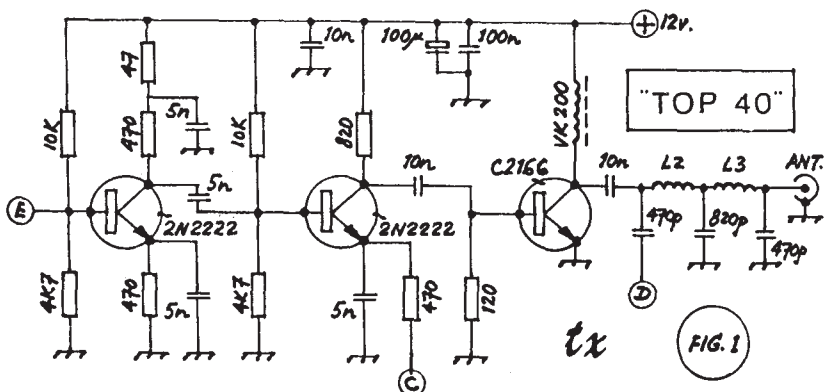 12v.
10n
100µ
100n
47
5n
10K
470
10K
820
VK200
"TOP 40"
10n
C2166
10n
L2
L3
ANT.
5n
E
2N2222
2N2222
470p
820p
470p
4K7
470
5n
4K7
5n
470
120
D
tx
FIG. 1
C